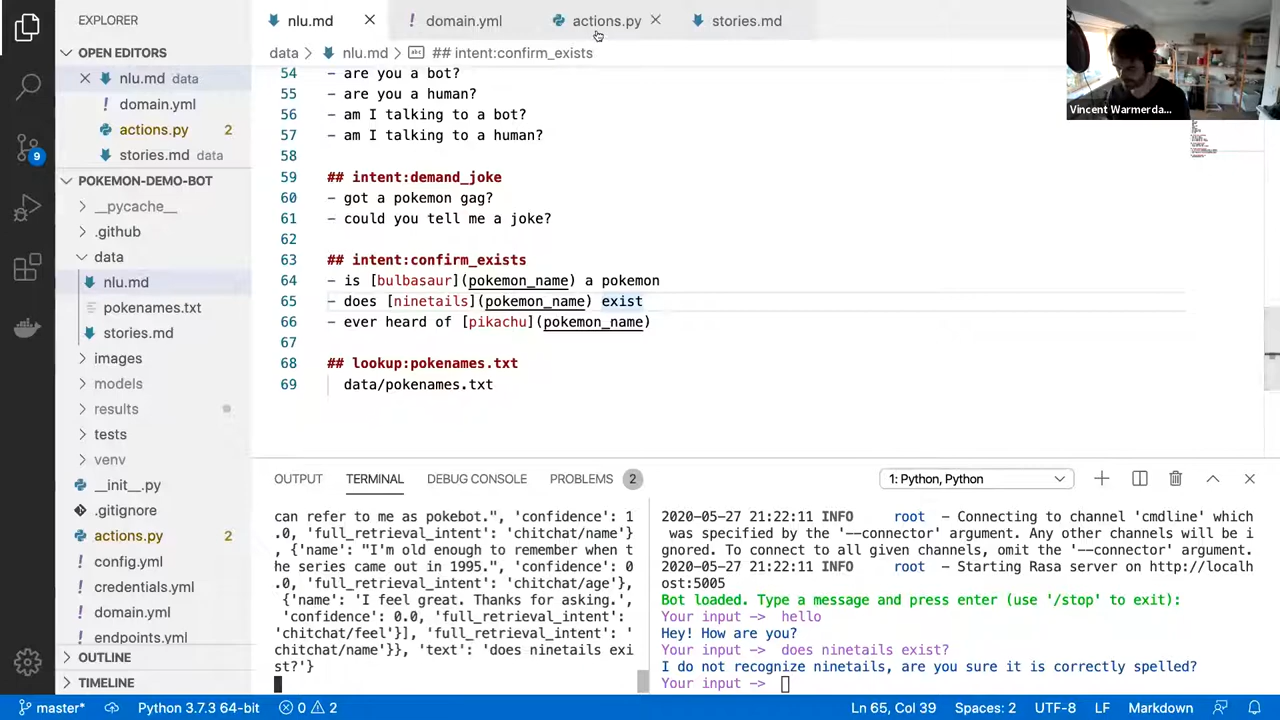 EXPLORER
nlu.md
domain.yml
actions.py
stories.md
OPEN EDITORS
data > nlu.md > ## intent:confirm_exists
Vincent Warmerda...
nlu.md data
domain.yml
actions.py 2
stories.md data
POKEMON-DEMO-BOT
__pycache__
.github
data
nlu.md
pokenames.txt
stories.md
images
models
results
tests
venv
__init__.py
.gitignore
actions.py 2
config.yml
credentials.yml
domain.yml
endpoints.yml
OUTLINE
TIMELINE
9
54 - are you a bot?
55 - are you a human?
56 - am I talking to a bot?
57 - am I talking to a human?
58
59 ## intent:demand_joke
60 - got a pokemon gag?
61 - could you tell me a joke?
62
63 ## intent:confirm_exists
64 - is [bulbasaur](pokemon_name) a pokemon
65 - does [ninetails](pokemon_name) exist
66 - ever heard of [pikachu](pokemon_name)
67
68 ## lookup:pokenames.txt
69 data/pokenames.txt
OUTPUT TERMINAL DEBUG CONSOLE PROBLEMS 2
1: Python, Python
can refer to me as pokebot.", 'confidence': 1
.0, 'full_retrieval_intent': 'chitchat/name'}
, {'name': "I'm old enough to remember when t
he series came out in 1995.", 'confidence': 0
.0, 'full_retrieval_intent': 'chitchat/age'},
{'name': 'I feel great. Thanks for asking.',
'confidence': 0.0, 'full_retrieval_intent':
'chitchat/feel'}], 'full_retrieval_intent': '
chitchat/name'}}, 'text': 'does ninetails exi
st?'}
2020-05-27 21:22:11 INFO root - Connecting to channel 'cmdline' which
was specified by the '--connector' argument. Any other channels will be i
gnored. To connect to all given channels, omit the '--connector' argument.
2020-05-27 21:22:11 INFO root - Starting Rasa server on http://localh
ost:5005
Bot loaded. Type a message and press enter (use '/stop' to exit):
Your input -> hello
Hey! How are you?
Your input -> does ninetails exist?
I do not recognize ninetails, are you sure it is correctly spelled?
Your input ->
master* Python 3.7.3 64-bit 0 2 Ln 65, Col 39 Spaces: 2 UTF-8 LF Markdown